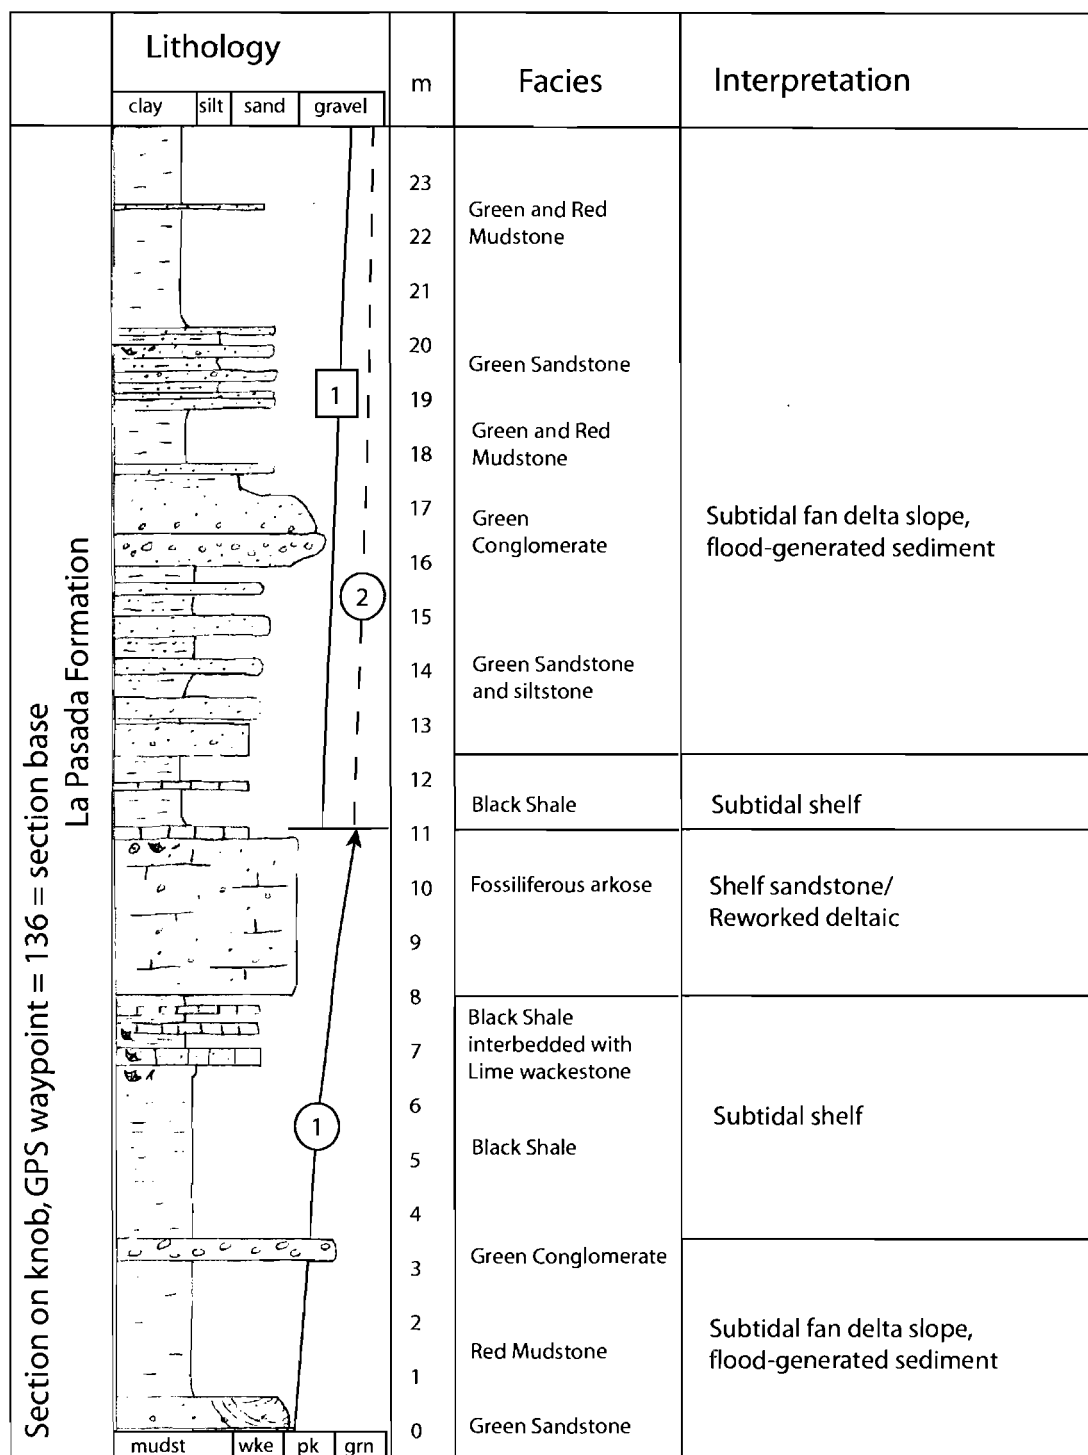 Lithology
m
Facies
Interpretation
clay
silt
sand
gravel
Section on knob, GPS waypoint = 136 = section base
La Pasada Formation
23
22
21
20
19
18
17
16
15
14
13
12
11
10
9
8
7
6
5
4
3
2
1
0
1
2
1
Green and Red
Mudstone
Green Sandstone
Green and Red
Mudstone
Green
Conglomerate
Green Sandstone
and siltstone
Black Shale
Fossiliferous arkose
Black Shale
interbedded with
Lime wackestone
Black Shale
Green Conglomerate
Red Mudstone
Green Sandstone
Subtidal fan delta slope,
flood-generated sediment
Subtidal shelf
Shelf sandstone/
Reworked deltaic
Subtidal shelf
Subtidal fan delta slope,
flood-generated sediment
mudst
wke
pk
grn